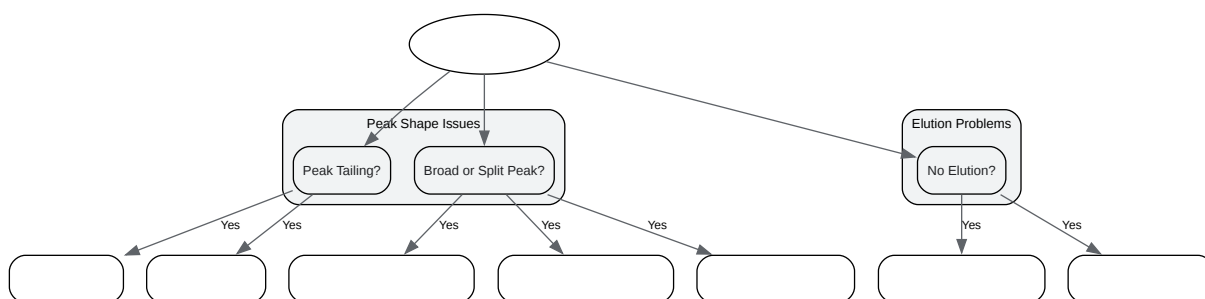 Peak Shape Issues
Elution Problems
Peak Tailing?
Broad or Split Peak?
No Elution?
Yes
Yes
Yes
Yes
Yes
Yes
Yes